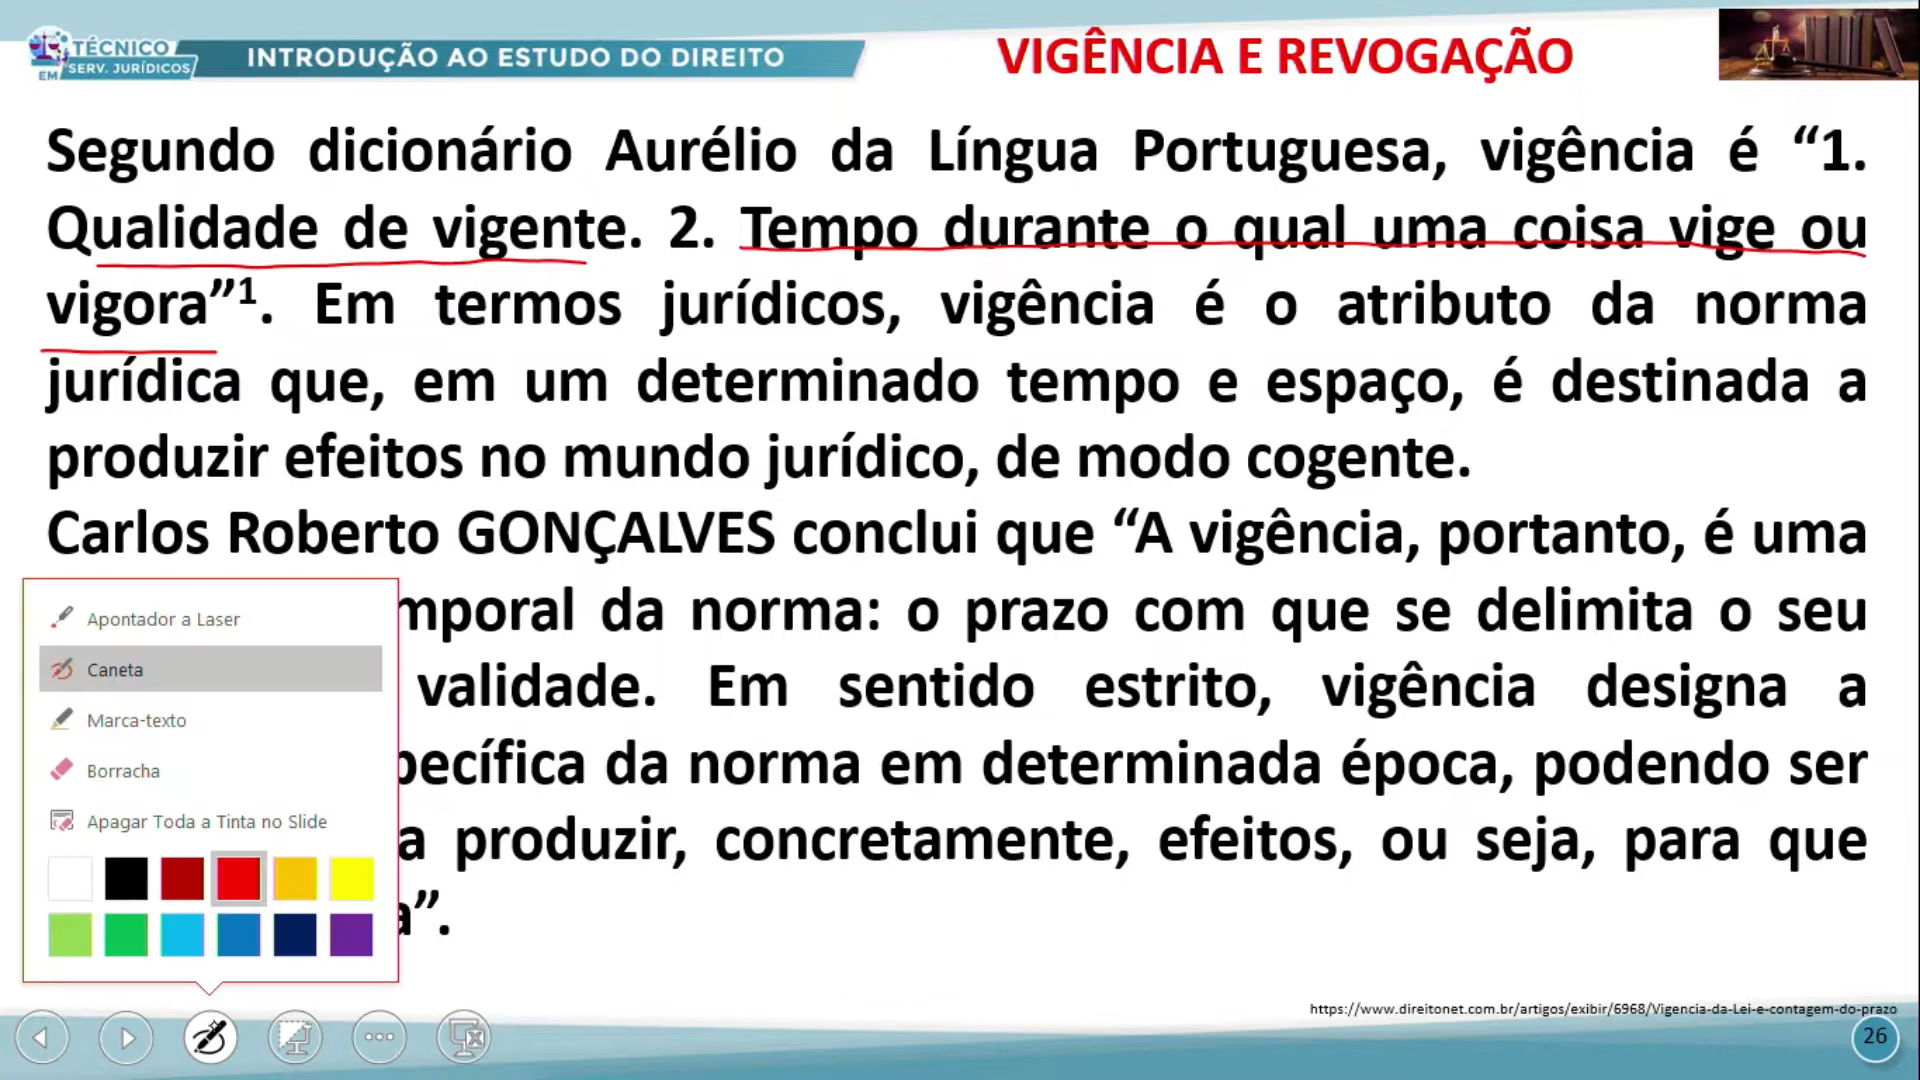 TÉCNICO
EM SERV. JURÍDICOS
INTRODUÇÃO AO ESTUDO DO DIREITO
VIGÊNCIA E REVOGAÇÃO
Segundo dicionário Aurélio da Língua Portuguesa, vigência é “1.
Qualidade de vigente. 2. Tempo durante o qual uma coisa vige ou
vigora”¹. Em termos jurídicos, vigência é o atributo da norma
jurídica que, em um determinado tempo e espaço, é destinada a
produzir efeitos no mundo jurídico, de modo cogente.
Carlos Roberto GONÇALVES conclui que “A vigência, portanto, é uma
mporal da norma: o prazo com que se delimita o seu
validade. Em sentido estrito, vigência designa a
pecífica da norma em determinada época, podendo ser
a produzir, concretamente, efeitos, ou seja, para que
a”.
Apontador a Laser
Caneta
Marca-texto
Borracha
Apagar Toda a Tinta no Slide
https://www.direitonet.com.br/artigos/exibir/6968/Vigencia-da-Lei-e-contagem-do-prazo
26